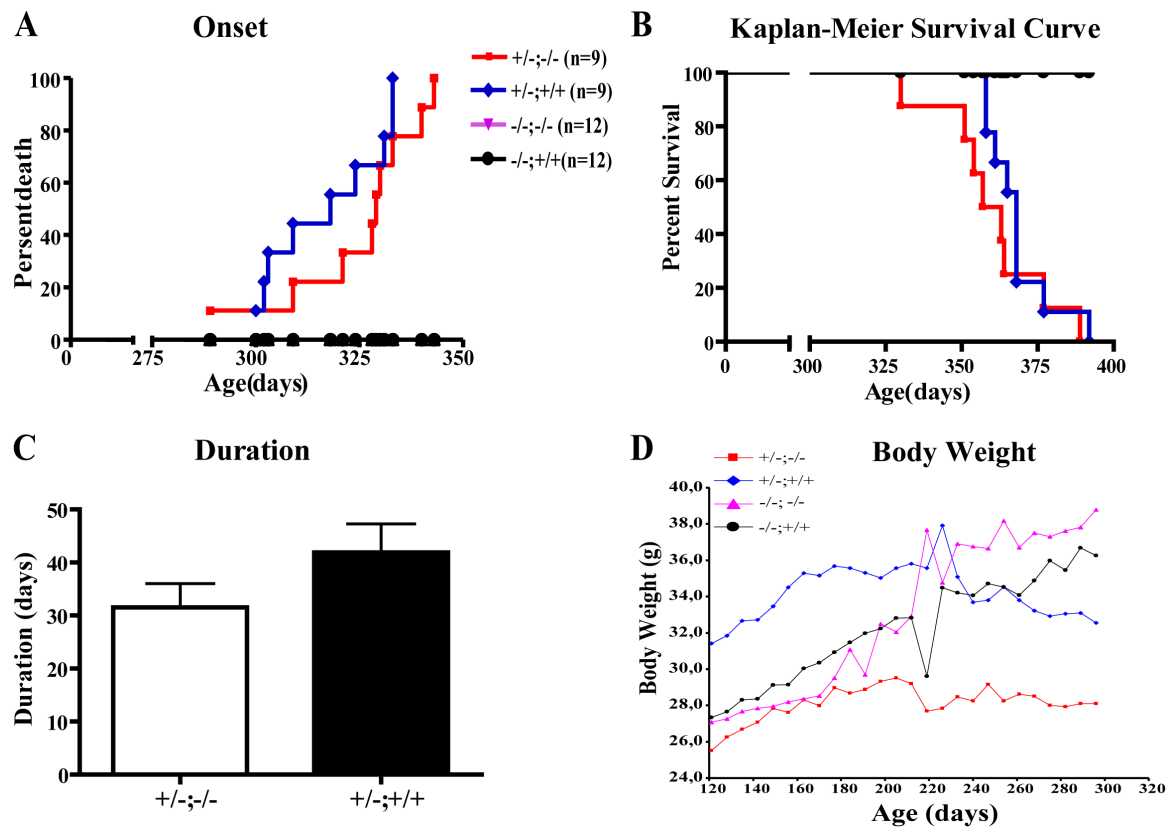 A
Onset
+/-;-/- (n=9)
+/-;+/+ (n=9)
-/-;-/- (n=12)
-/-;+/+(n=12)
Persentdeath
100
80
60
40
20
0
0
275
300
325
350
Age(days)
B
Kaplan-Meier Survival Curve
Percent Survival
100
80
60
40
20
0
0
300
325
350
375
400
Age(days)
C
Duration
Duration (days)
50
40
30
20
10
0
+/-;-/-
+/-;+/+
D
Body Weight
+/-;-/-
+/-;+/+
-/-; -/-
-/-;+/+
Body Weight (g)
40,0
38,0
36,0
34,0
32,0
30,0
28,0
26,0
24,0
120
140
160
180
200
220
240
260
280
300
Age (days)